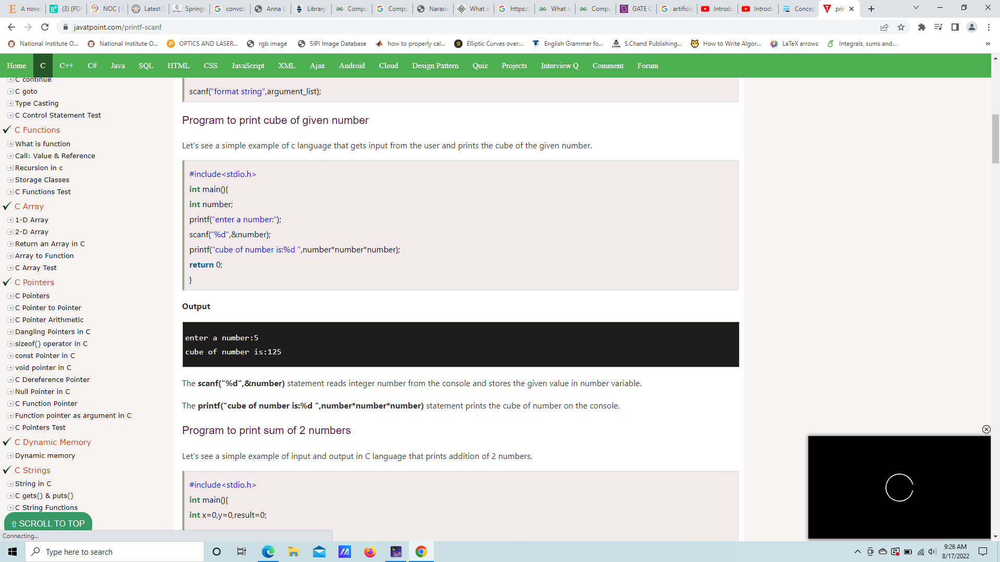 A nove
(3) (PDF
NOC | 
Latest 
Springe
convolu
Anna U
Library
Compu
Compu
Narasin
What is
https:/
What is
Compu
GATE C
artificia
Introdu
Introdu
Concep
prin
javatpoint.com/printf-scanf
National Institute O...
National Institute O...
OPTICS AND LASER...
rgb image
SIPI Image Database
how to properly cal...
Elliptic Curves over...
English Grammar fo...
S.Chand Publishing...
How to Write Algor...
LaTeX arrows
Integrals, sums and...
»
Home C C++ C# Java SQL HTML CSS JavaScript XML Ajax Android Cloud Design Pattern Quiz Projects Interview Q Comment Forum
C continue
C goto
Type Casting
C Control Statement Test
C Functions
What is function
Call: Value & Reference
Recursion in c
Storage Classes
C Functions Test
C Array
1-D Array
2-D Array
Return an Array in C
Array to Function
C Array Test
C Pointers
C Pointers
C Pointer to Pointer
C Pointer Arithmetic
Dangling Pointers in C
sizeof() operator in C
const Pointer in C
void pointer in C
C Dereference Pointer
Null Pointer in C
C Function Pointer
Function pointer as argument in C
C Pointers Test
C Dynamic Memory
Dynamic memory
C Strings
String in C
C gets() & puts()
C String Functions
⇧ SCROLL TO TOP
Connecting...
scanf("format string",argument_list);
Program to print cube of given number
Let's see a simple example of c language that gets input from the user and prints the cube of the given number.
#include<stdio.h>
int main(){
int number;
printf("enter a number:");
scanf("%d",&number);
printf("cube of number is:%d ",number*number*number);
return 0;
}
Output
enter a number:5
cube of number is:125
The scanf("%d",&number) statement reads integer number from the console and stores the given value in number variable.
The printf("cube of number is:%d ",number*number*number) statement prints the cube of number on the console.
Program to print sum of 2 numbers
Let's see a simple example of input and output in C language that prints addition of 2 numbers.
#include<stdio.h>
int main(){
int x=0,y=0,result=0;
Type here to search
9:26 AM
8/17/2022